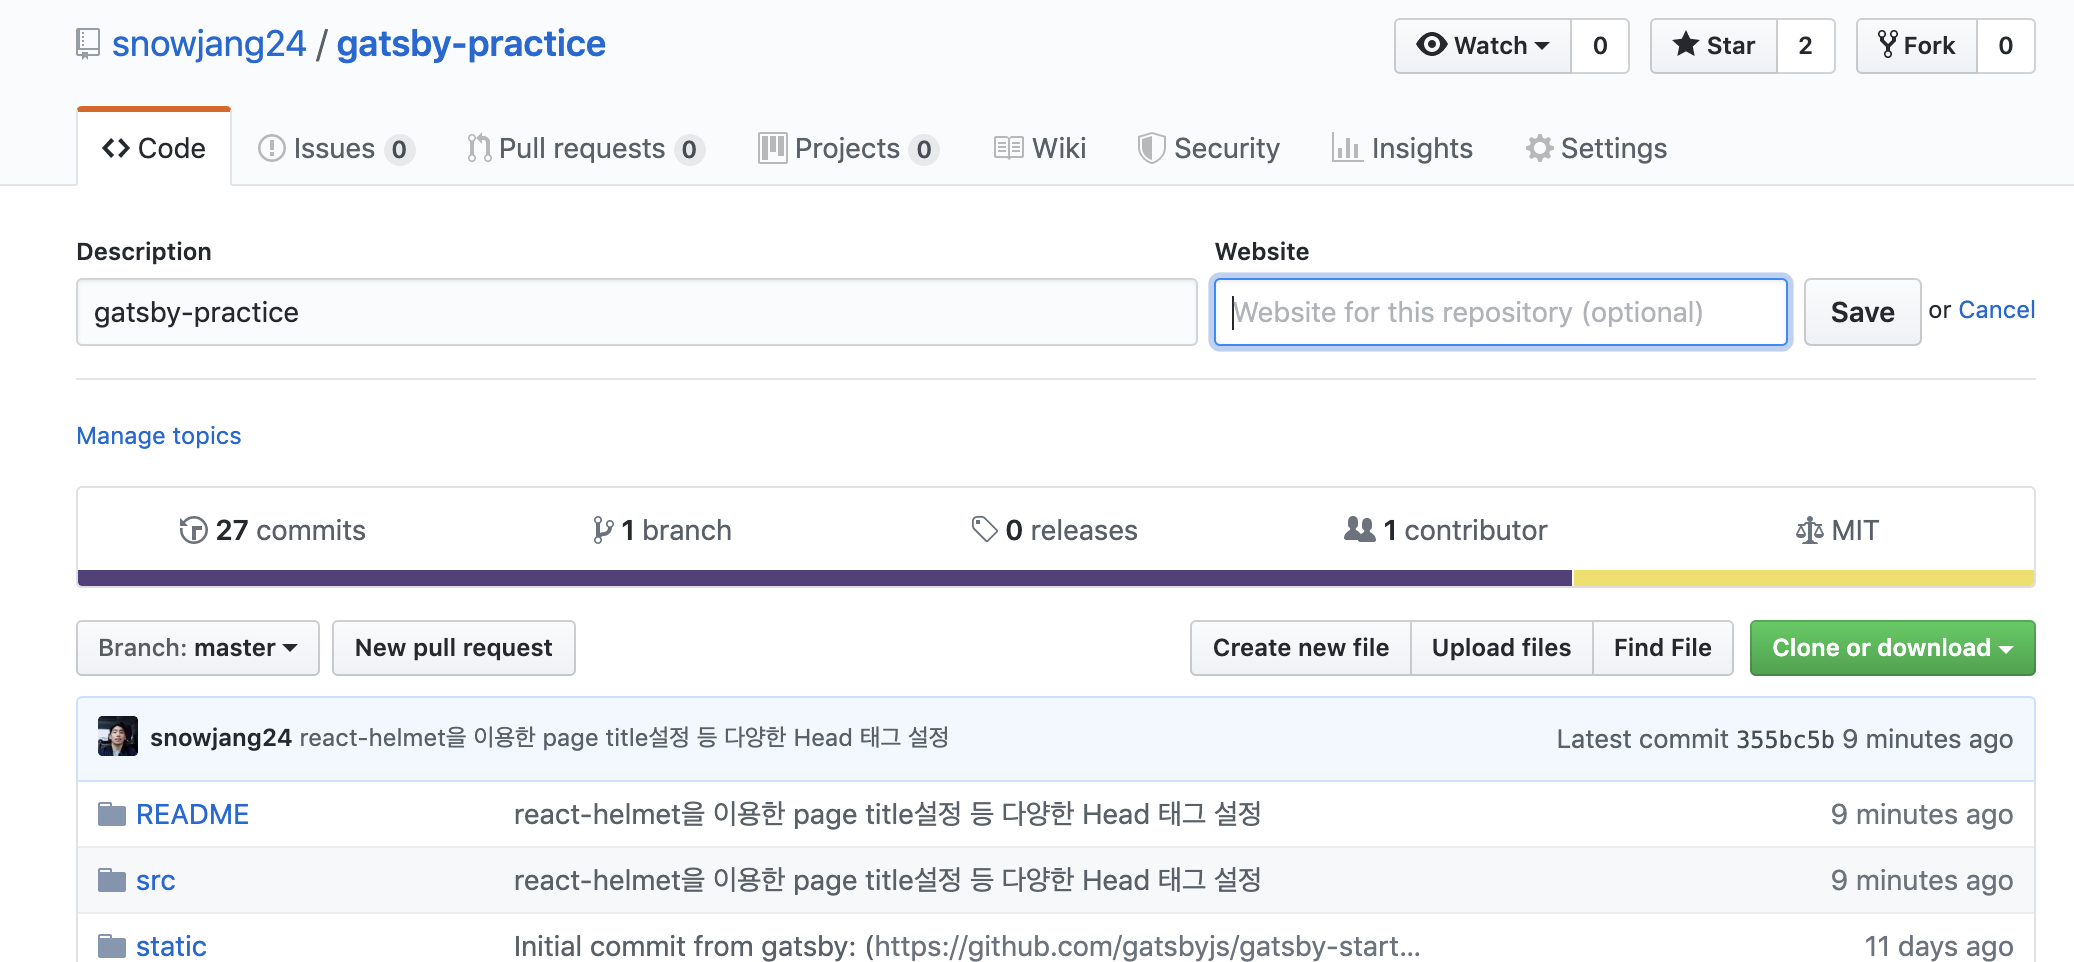 snowjang24 / gatsby-practice
Watch 0 Star 2 Fork 0
Code Issues 0 Pull requests 0 Projects 0 Wiki Security Insights Settings
Description Website
gatsby-practice Website for this repository (optional) Save or Cancel
Manage topics
27 commits 1 branch 0 releases 1 contributor MIT
Branch: master New pull request Create new file Upload files Find File Clone or download
snowjang24 react-helmet을 이용한 page title설정 등 다양한 Head 태그 설정 Latest commit 355bc5b 9 minutes ago
README react-helmet을 이용한 page title설정 등 다양한 Head 태그 설정 9 minutes ago
src react-helmet을 이용한 page title설정 등 다양한 Head 태그 설정 9 minutes ago
static Initial commit from gatsby: (https://github.com/gatsbyjs/gatsby-start... 11 days ago